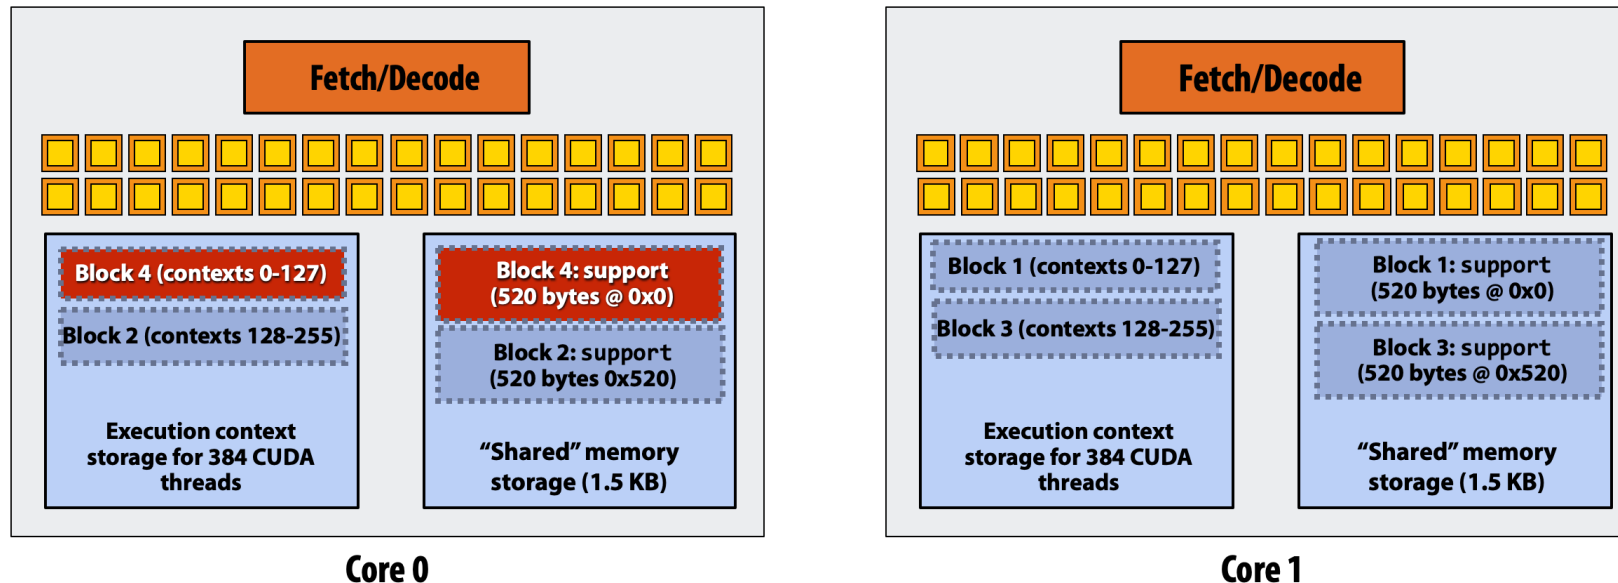 Fetch/Decode
Block 4 (contexts 0-127)
Block 2 (contexts 128-255)
Execution context
storage for 384 CUDA
threads
Block 4: support
(520 bytes @ 0x0)
Block 2: support
(520 bytes 0x520)
“Shared” memory
storage (1.5 KB)
Core 0
Fetch/Decode
Block 1 (contexts 0-127)
Block 3 (contexts 128-255)
Execution context
storage for 384 CUDA
threads
Block 1: support
(520 bytes @ 0x0)
Block 3: support
(520 bytes @ 0x520)
“Shared” memory
storage (1.5 KB)
Core 1